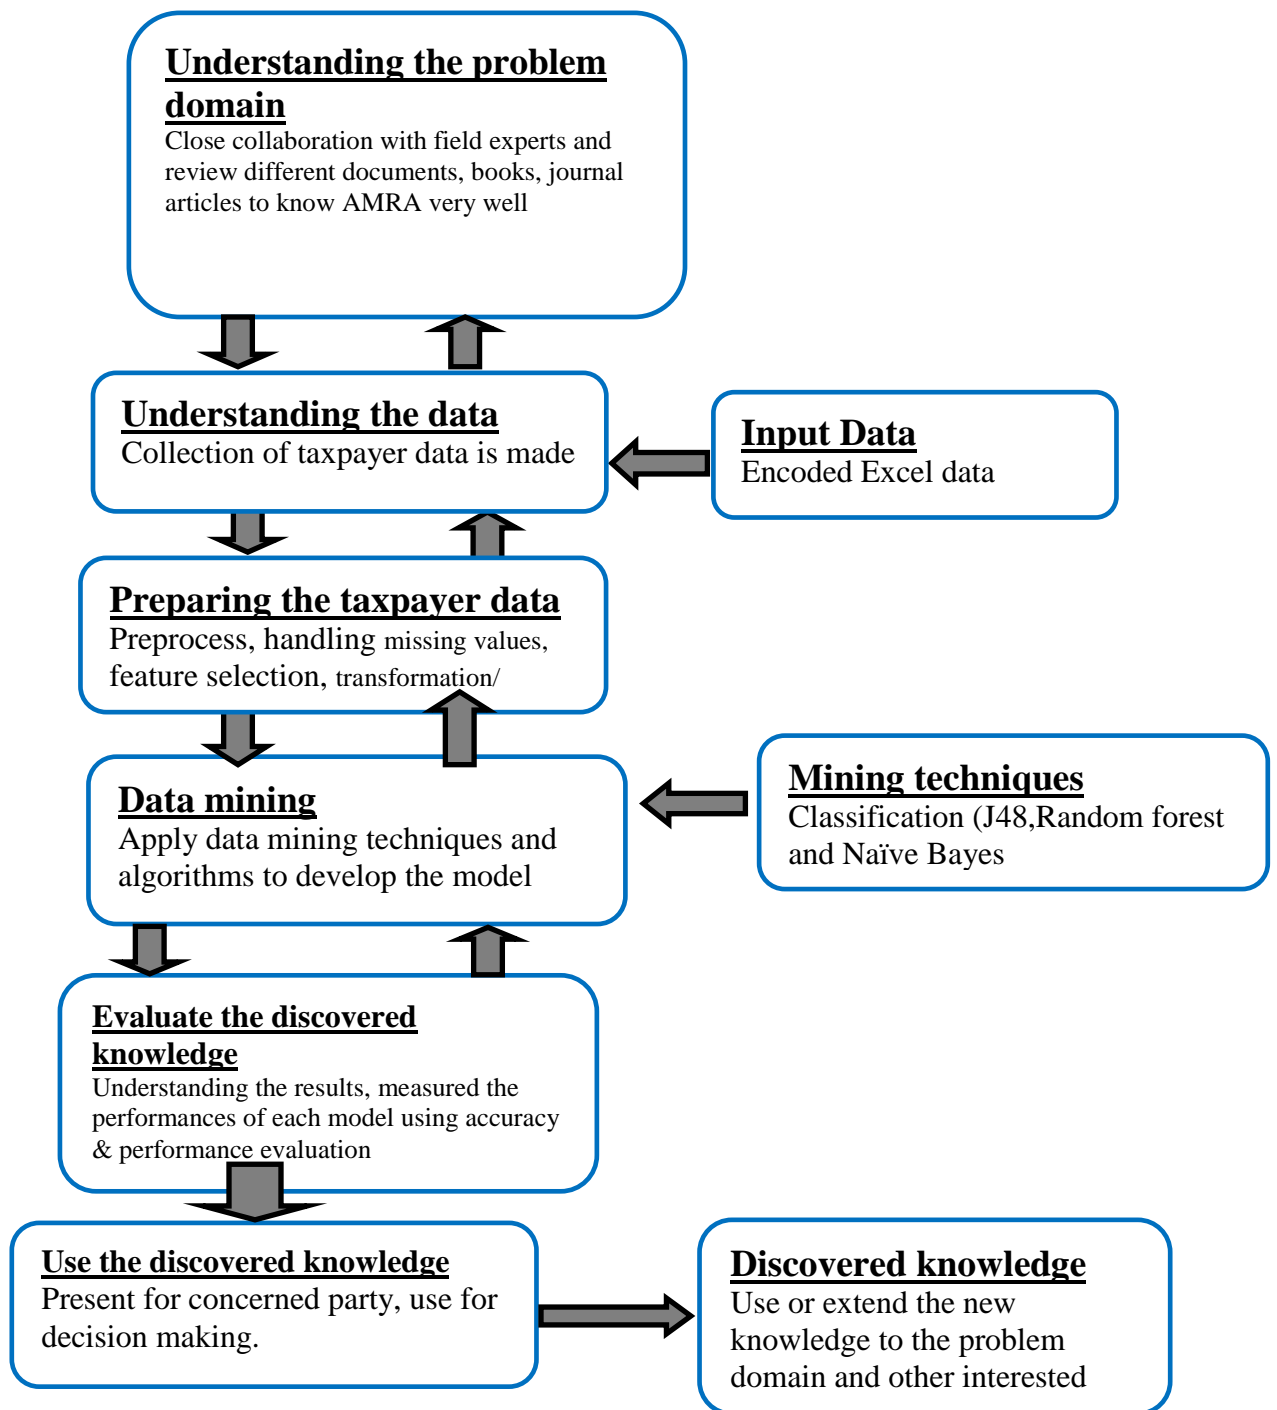 Understanding the problem
domain
Close collaboration with field experts and
review different documents, books, journal
articles to know AMRA very well
Understanding the data
Collection of taxpayer data is made
Input Data
Encoded Excel data
Preparing the taxpayer data
Preprocess, handling missing values,
feature selection, transformation/
Data mining
Apply data mining techniques and
algorithms to develop the model
Mining techniques
Classification (J48,Random forest
and Naïve Bayes
Evaluate the discovered
knowledge
Understanding the results, measured the
performances of each model using accuracy
& performance evaluation
Use the discovered knowledge
Present for concerned party, use for
decision making.
Discovered knowledge
Use or extend the new
knowledge to the problem
domain and other interested